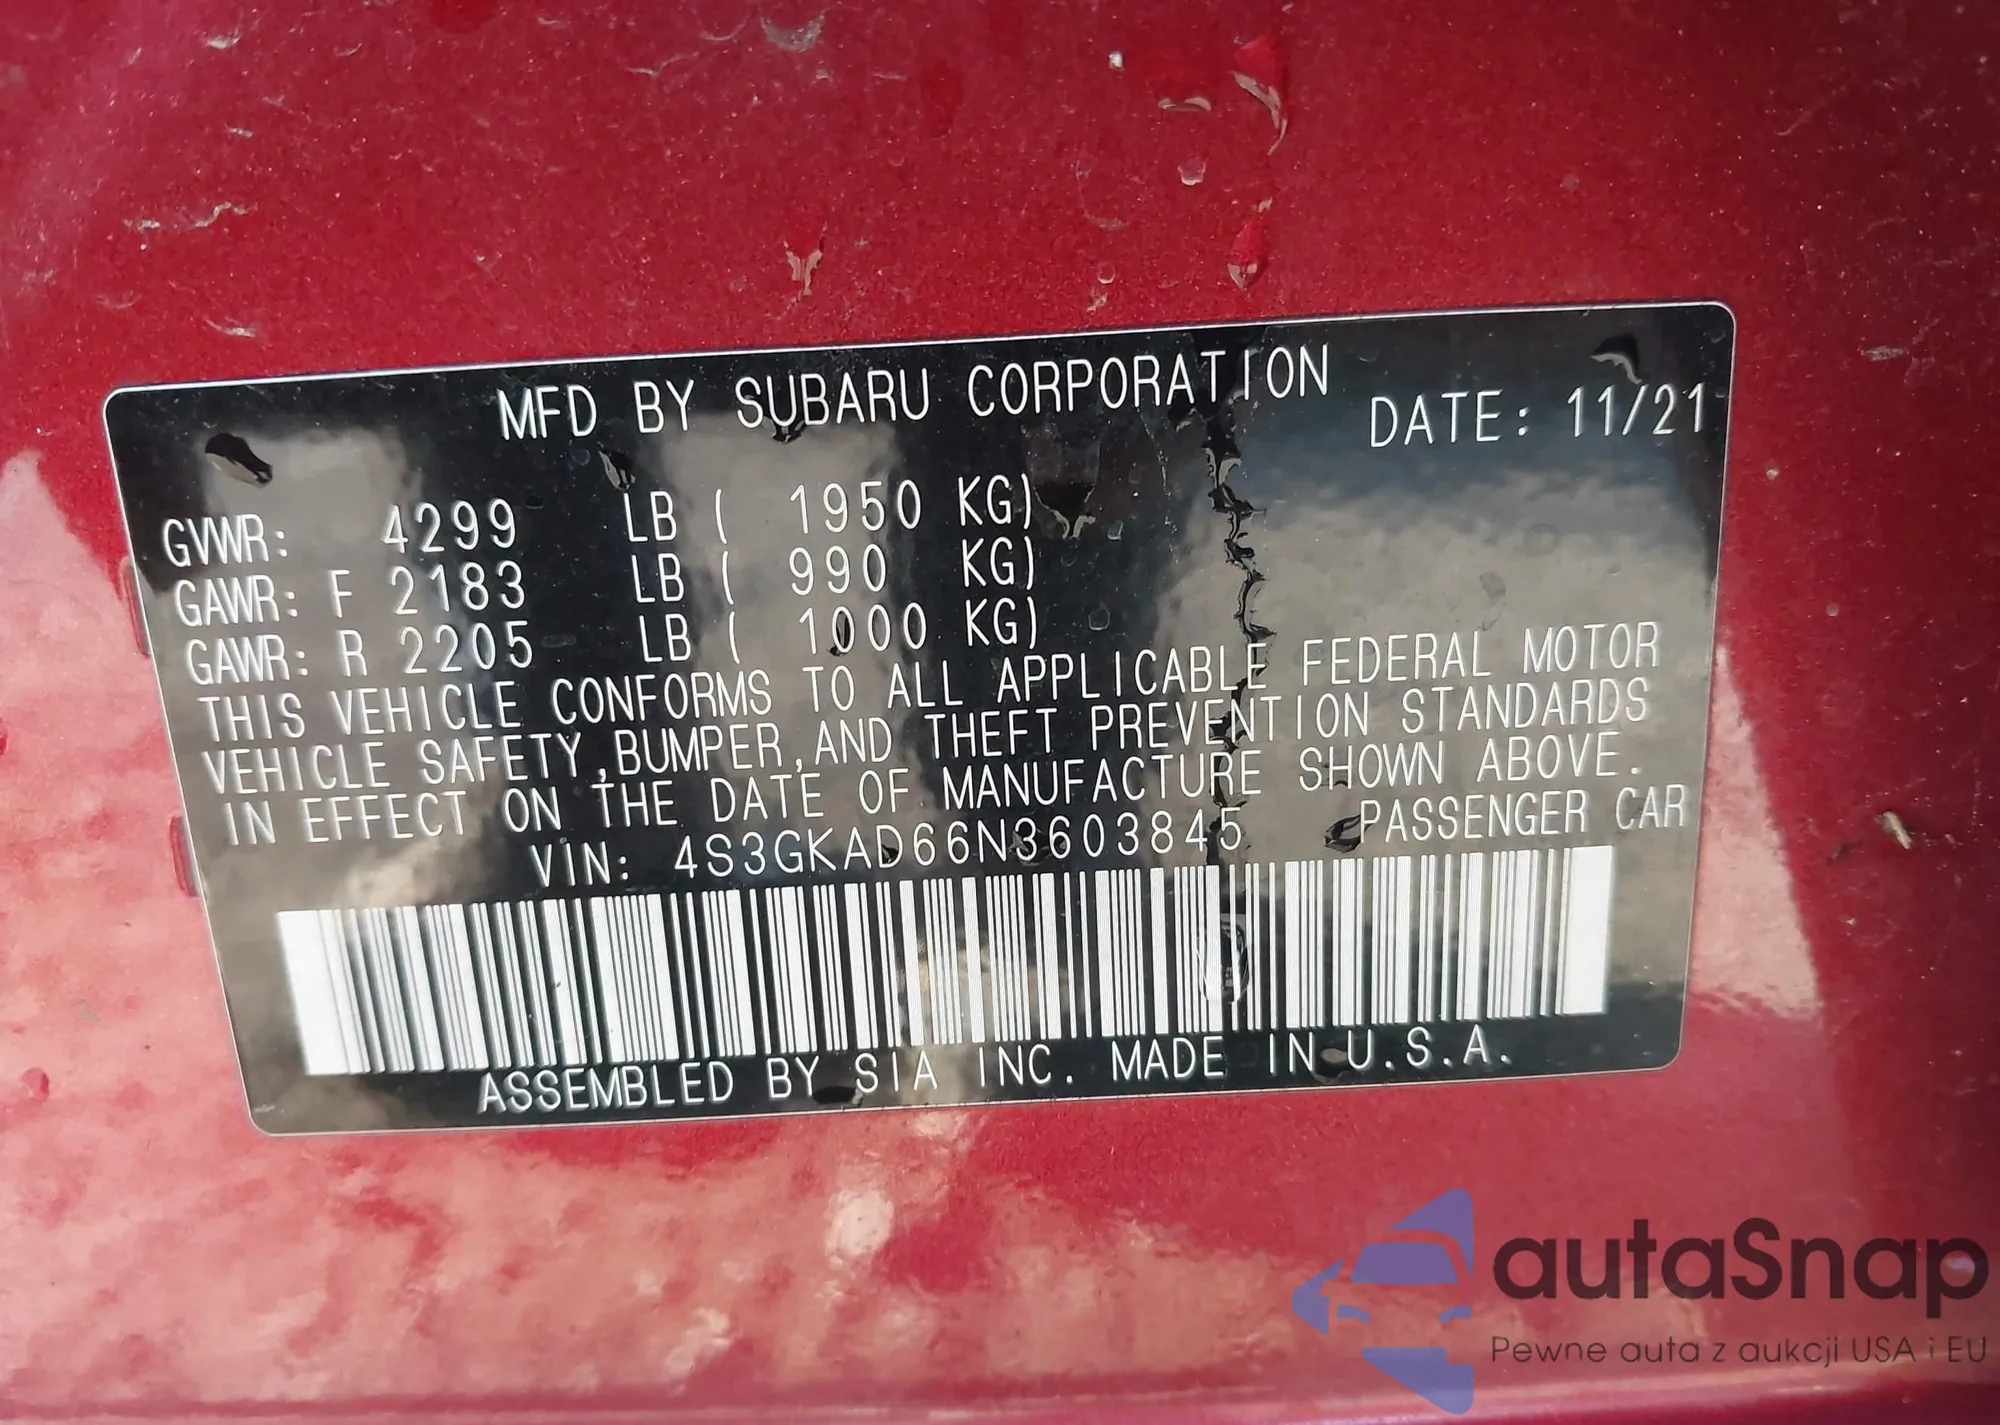 MFD BY SUBARU CORPORATION
DATE: 11/21
GVWR: 4299 LB ( 1950 KG)
GAWR: F 2183 LB ( 990 KG)
GAWR: R 2205 LB ( 1000 KG)
THIS VEHICLE CONFORMS TO ALL APPLICABLE FEDERAL MOTOR
VEHICLE SAFETY,BUMPER,AND THEFT PREVENTION STANDARDS
IN EFFECT ON THE DATE OF MANUFACTURE SHOWN ABOVE.
VIN: 4S3GKAD66N3603845 PASSENGER CAR
ASSEMBLED BY SIA INC. MADE IN U.S.A.
autaSnap
Pewne auta z aukcji USA i EU